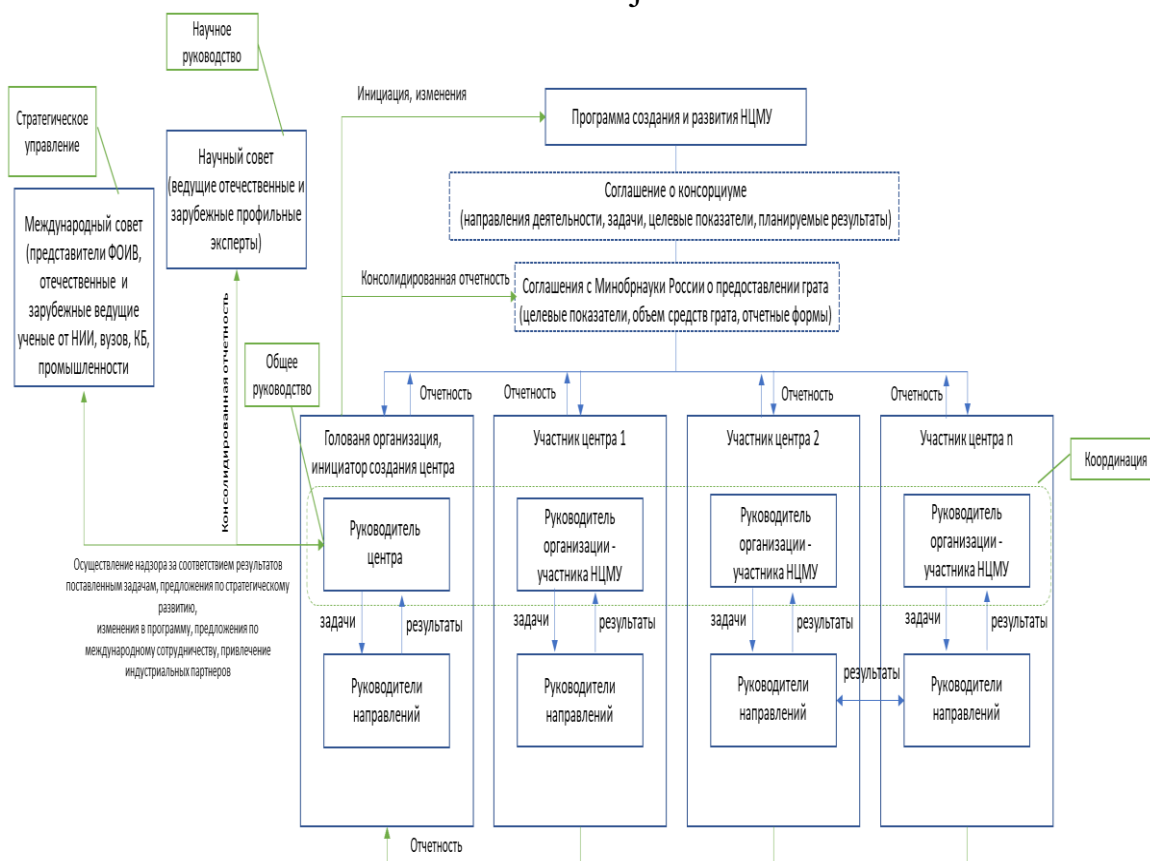 Научное
руководство
Стратегическое
управление
Научный совет
(ведущие отечественные и
зарубежные профильные
эксперты)
Международный совет
(представители ФОИВ,
отечественные и
зарубежные ведущие
ученые от НИИ, вузов, КБ,
промышленности
Инициация, изменения
Программа создания и развития НЦМУ
Соглашение о консорциуме
(направления деятельности, задачи, целевые показатели, планируемые результаты)
Консолидированная отчетность
Соглашения с Минобрнауки России о предоставлении грата
(целевые показатели, объем средств грата, отчетные формы)
Консолидированная отчетность
Общее
руководство
Отчетность
Отчетность
Отчетность
Отчетность
Голованя организация,
инициатор создания центра
Участник центра 1
Участник центра 2
Участник центра n
Координация
Руководитель
центра
Руководитель
организации -
участника НЦМУ
Руководитель
организации -
участника НЦМУ
Руководитель
организации -
участника НЦМУ
Осуществление надзора за соответствием результатов
поставленным задачам, предложения по стратегическому
развитию,
изменения в программу, предложения по
международному сотрудничеству, привлечение
индустриальных партнеров
задачи
результаты
задачи
результаты
задачи
результаты
задачи
результаты
Руководители
направлений
Руководители
направлений
Руководители
направлений
результаты
Руководители
направлений
Отчетность